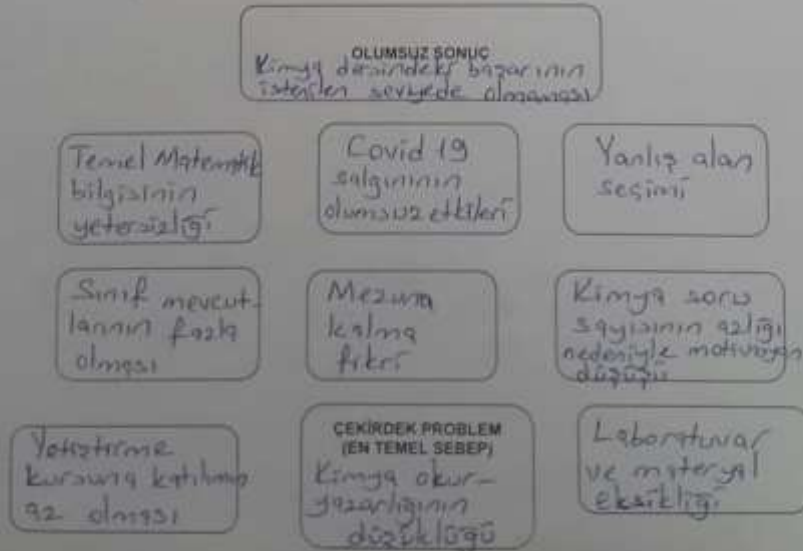 OLUMSUZ SONUÇ
Kimya dersindeki başarının
istenilen seviyede olmaması
Temel Matematik
bilgisinin
yetersizliği
Covid 19
salgınının
olumsuz etkileri
Yanlış alan
seçimi
Sınıf mevcut-
larının fazla
olması
Mezuna
kalma
fikri
Kimya soru
sayısının azlığı
nedeniyle motivasyon
düşüşü
Yetiştirme
kursuna katılımın
az olması
ÇEKİRDEK PROBLEM
(EN TEMEL SEBEP)
Kimya okur-
yazarlığının
düşüklüğü
Laboratuvar
ve materyal
eksikliği